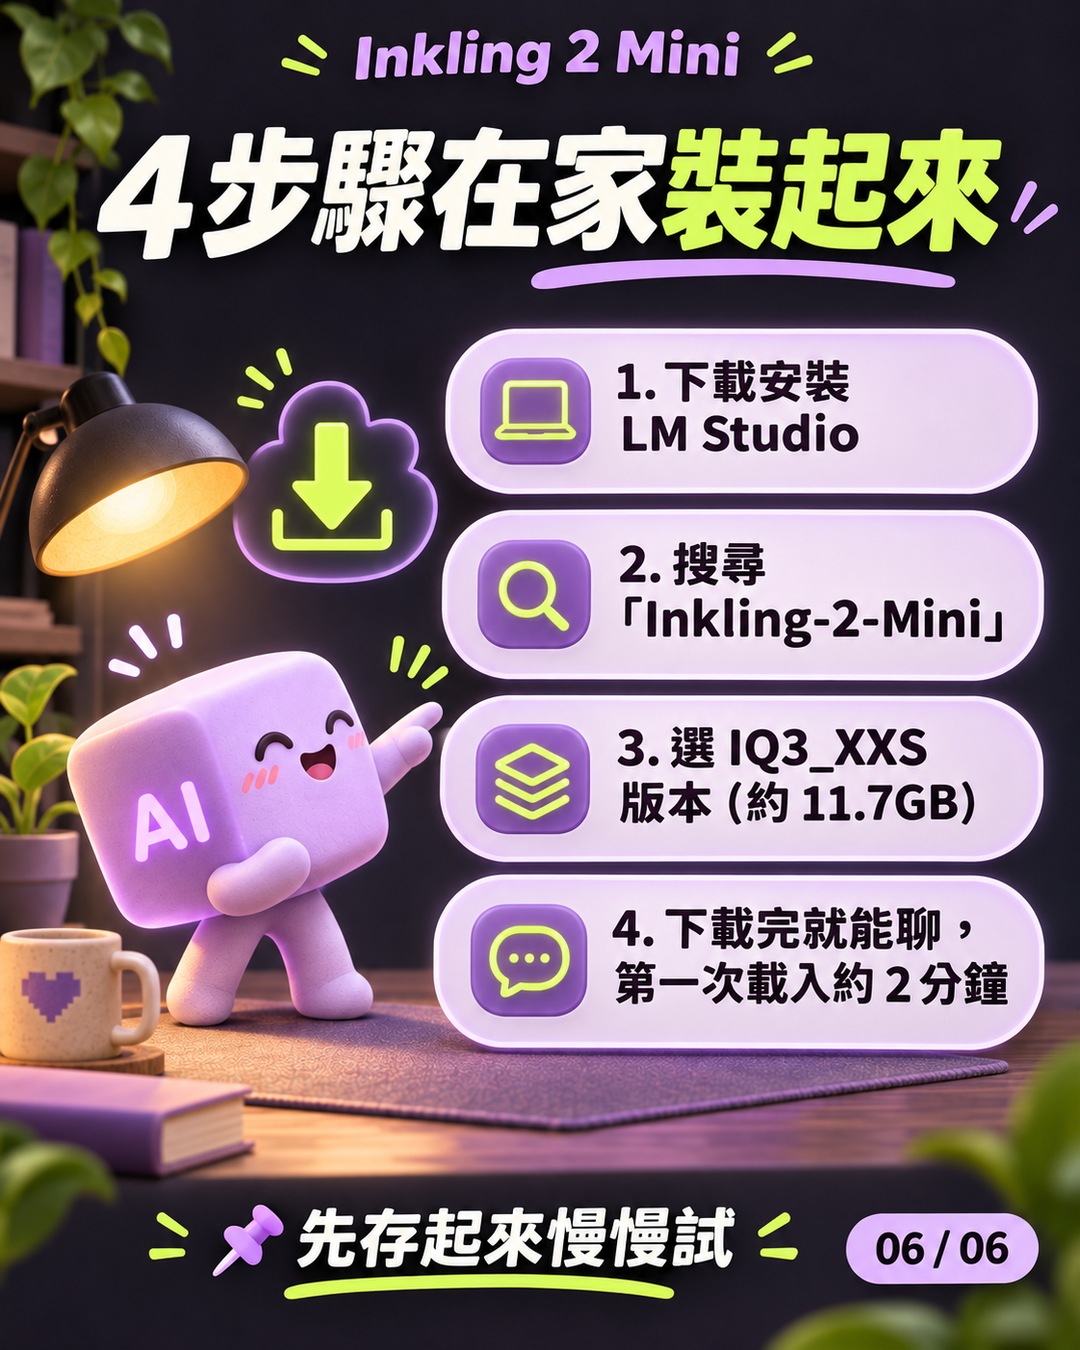 Inkling 2 Mini
4步驟在家裝起來
1. 下載安裝
LM Studio
2. 搜尋
「Inkling-2-Mini」
3. 選 IQ3_XXS
版本 (約 11.7GB)
AI
4. 下載完就能聊，
第一次載入約 2 分鐘
先存起來慢慢試
06 / 06